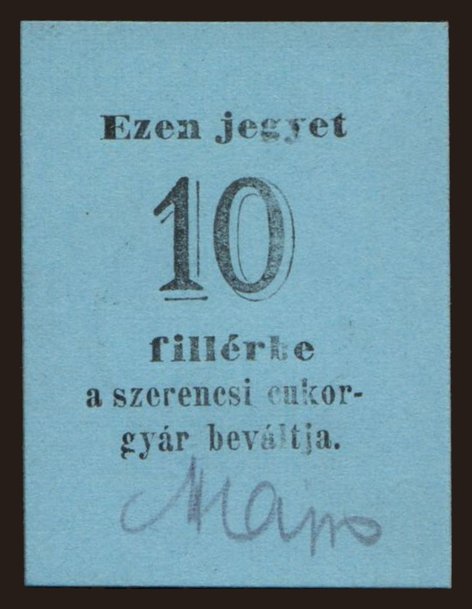 Ezen jegyet
10
fillérbe
a szerencsi cukor-
gyár beváltja.